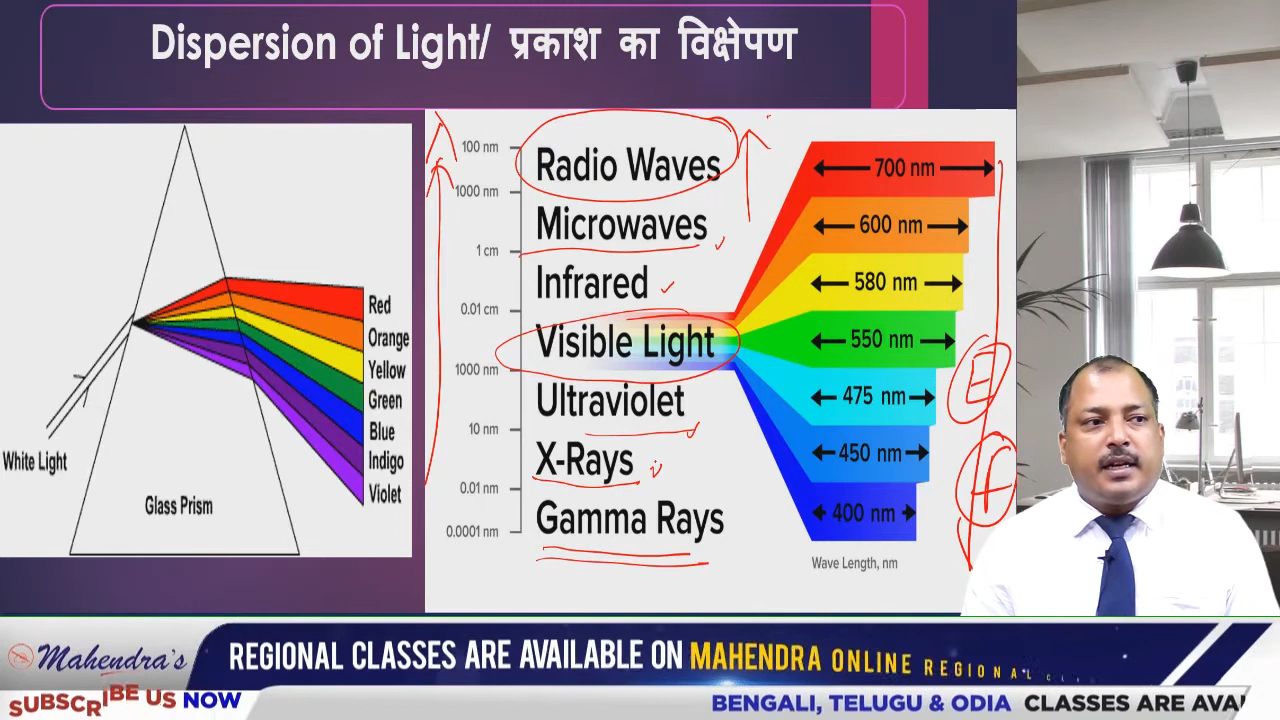 Dispersion of Light/ प्रकाश का विक्षेपण
Red
Orange
Yellow
Green
Blue
Indigo
Violet
White Light
Glass Prism
λ
100 nm
1000 nm
1 cm
0.01 cm
1000 nm
10 nm
0.01 nm
0.0001 nm
Radio Waves
Microwaves
Infrared
Visible Light
Ultraviolet
X-Rays
Gamma Rays
700 nm
600 nm
580 nm
550 nm
475 nm
450 nm
400 nm
Wave Length, nm
E
f
Mahendra's
SUBSCRIBE US NOW
REGIONAL CLASSES ARE AVAILABLE ON MAHENDRA ONLINE REGIONAL
BENGALI, TELUGU & ODIA CLASSES ARE AVAI